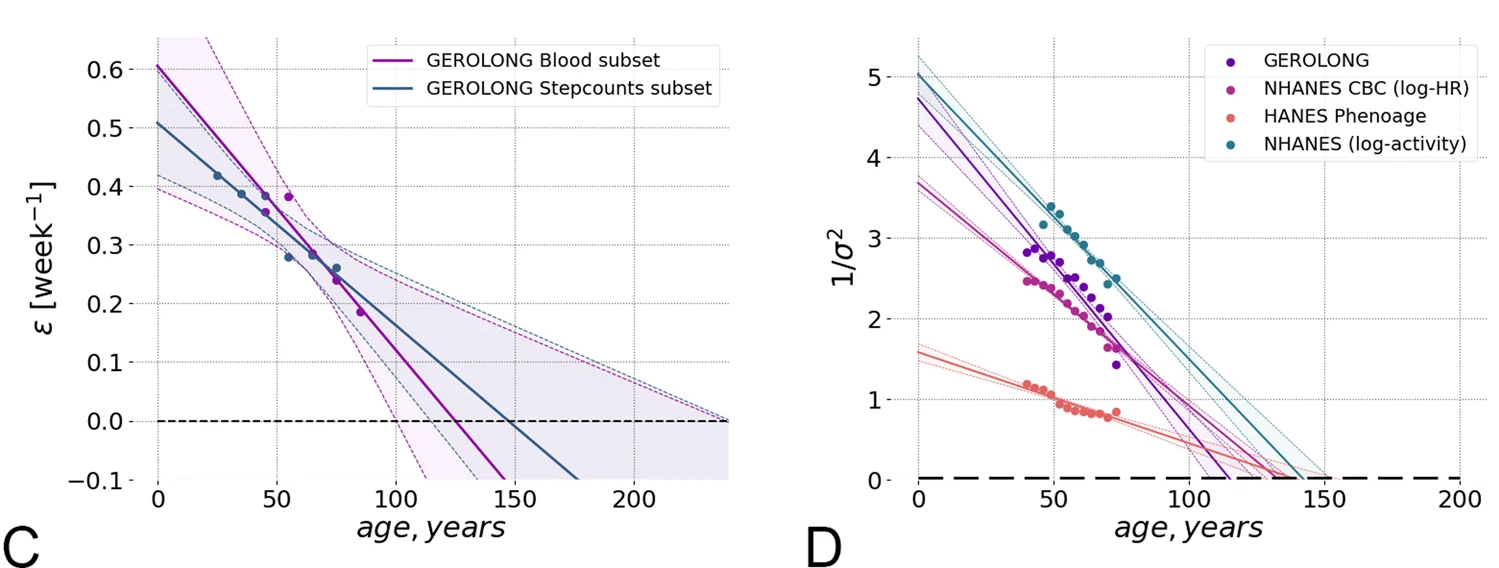 GEROLONG Blood subset
GEROLONG Stepcounts subset
0.6
0.5
0.4
0.3
0.2
0.1
0.0
−0.1
ε [week⁻¹]
0 50 100 150 200
age, years
C
GEROLONG
NHANES CBC (log-HR)
HANES Phenoage
NHANES (log-activity)
5
4
3
2
1
0
1/σ²
0 50 100 150 200
age, years
D